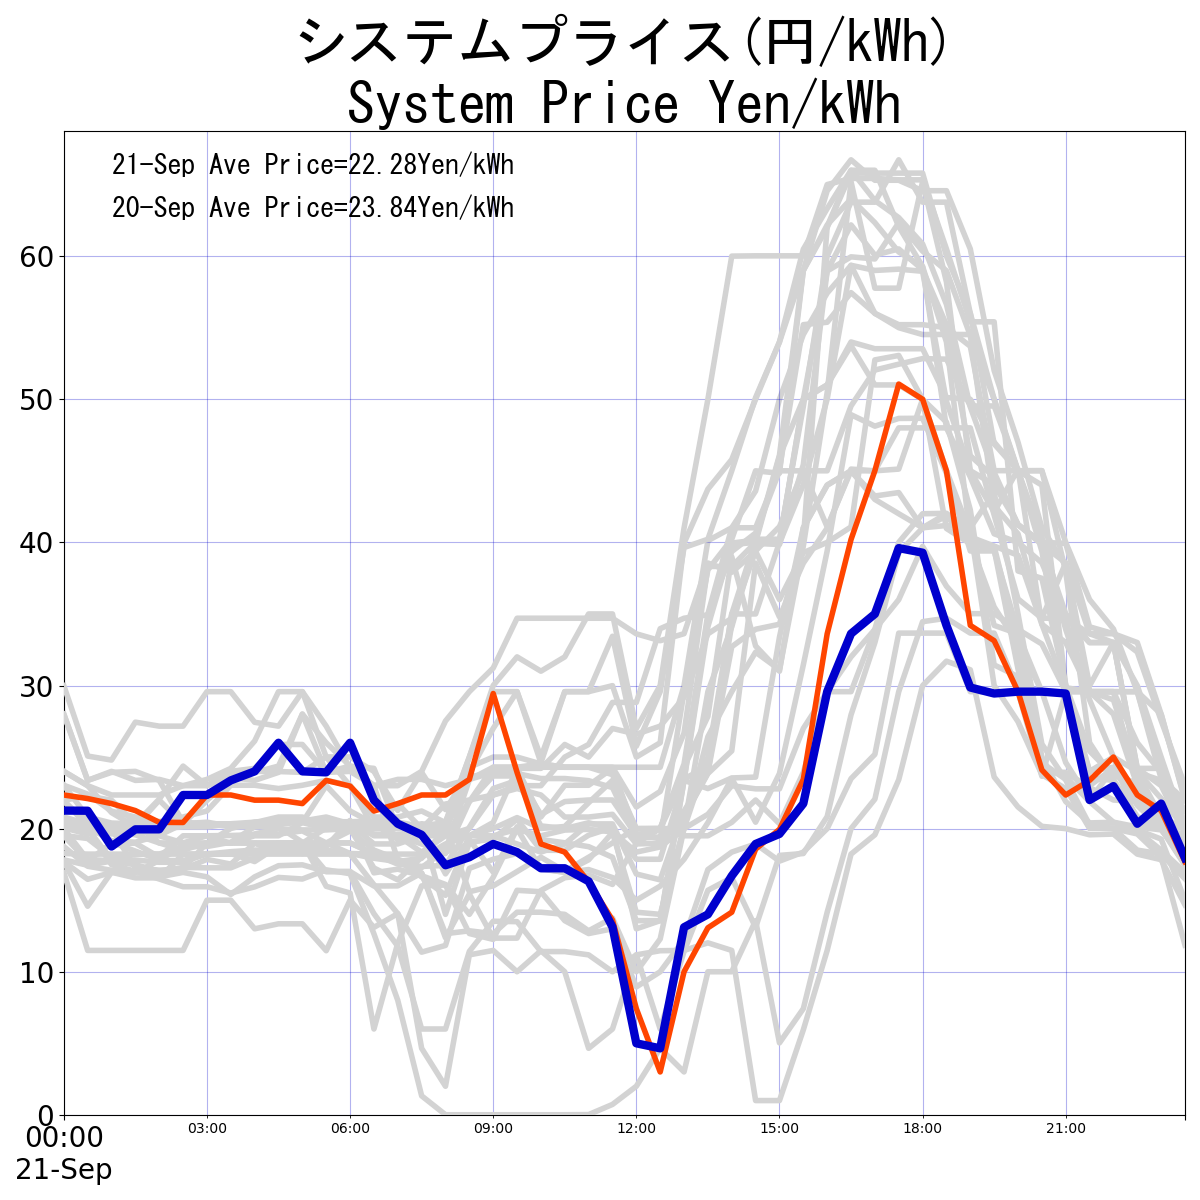 システムプライス(円/kWh)
System Price Yen/kWh
21-Sep Ave Price=22.28Yen/kWh
20-Sep Ave Price=23.84Yen/kWh
60
50
40
30
20
10
0
00:00 03:00 06:00 09:00 12:00 15:00 18:00 21:00
21-Sep